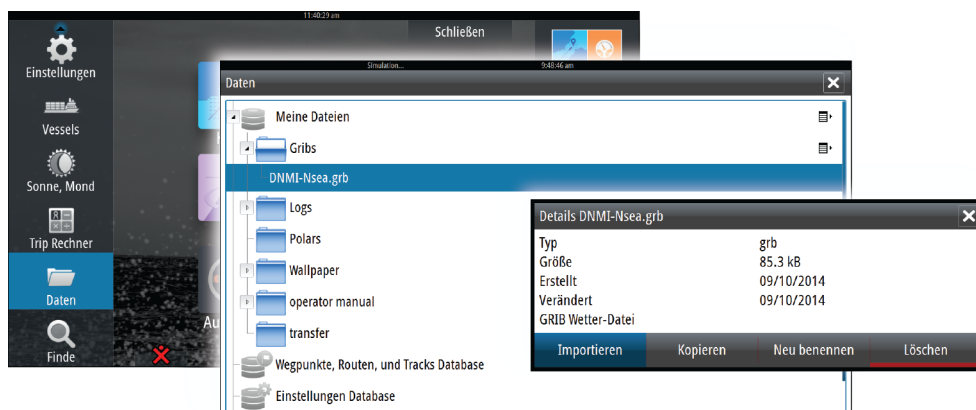 11:40:29 am
Schließen
Einstellungen
Vessels
Sonne, Mond
Trip Rechner
Daten
Finde
Au
Simulation...
9:48:46 am
Daten
Meine Dateien
Gribs
DNMI-Nsea.grb
Logs
Polars
Wallpaper
operator manual
transfer
Wegpunkte, Routen, und Tracks Database
Einstellungen Database
Details DNMI-Nsea.grb
Typ grb
Größe 85.3 kB
Erstellt 09/10/2014
Verändert 09/10/2014
GRIB Wetter-Datei
Importieren Kopieren Neu benennen Löschen